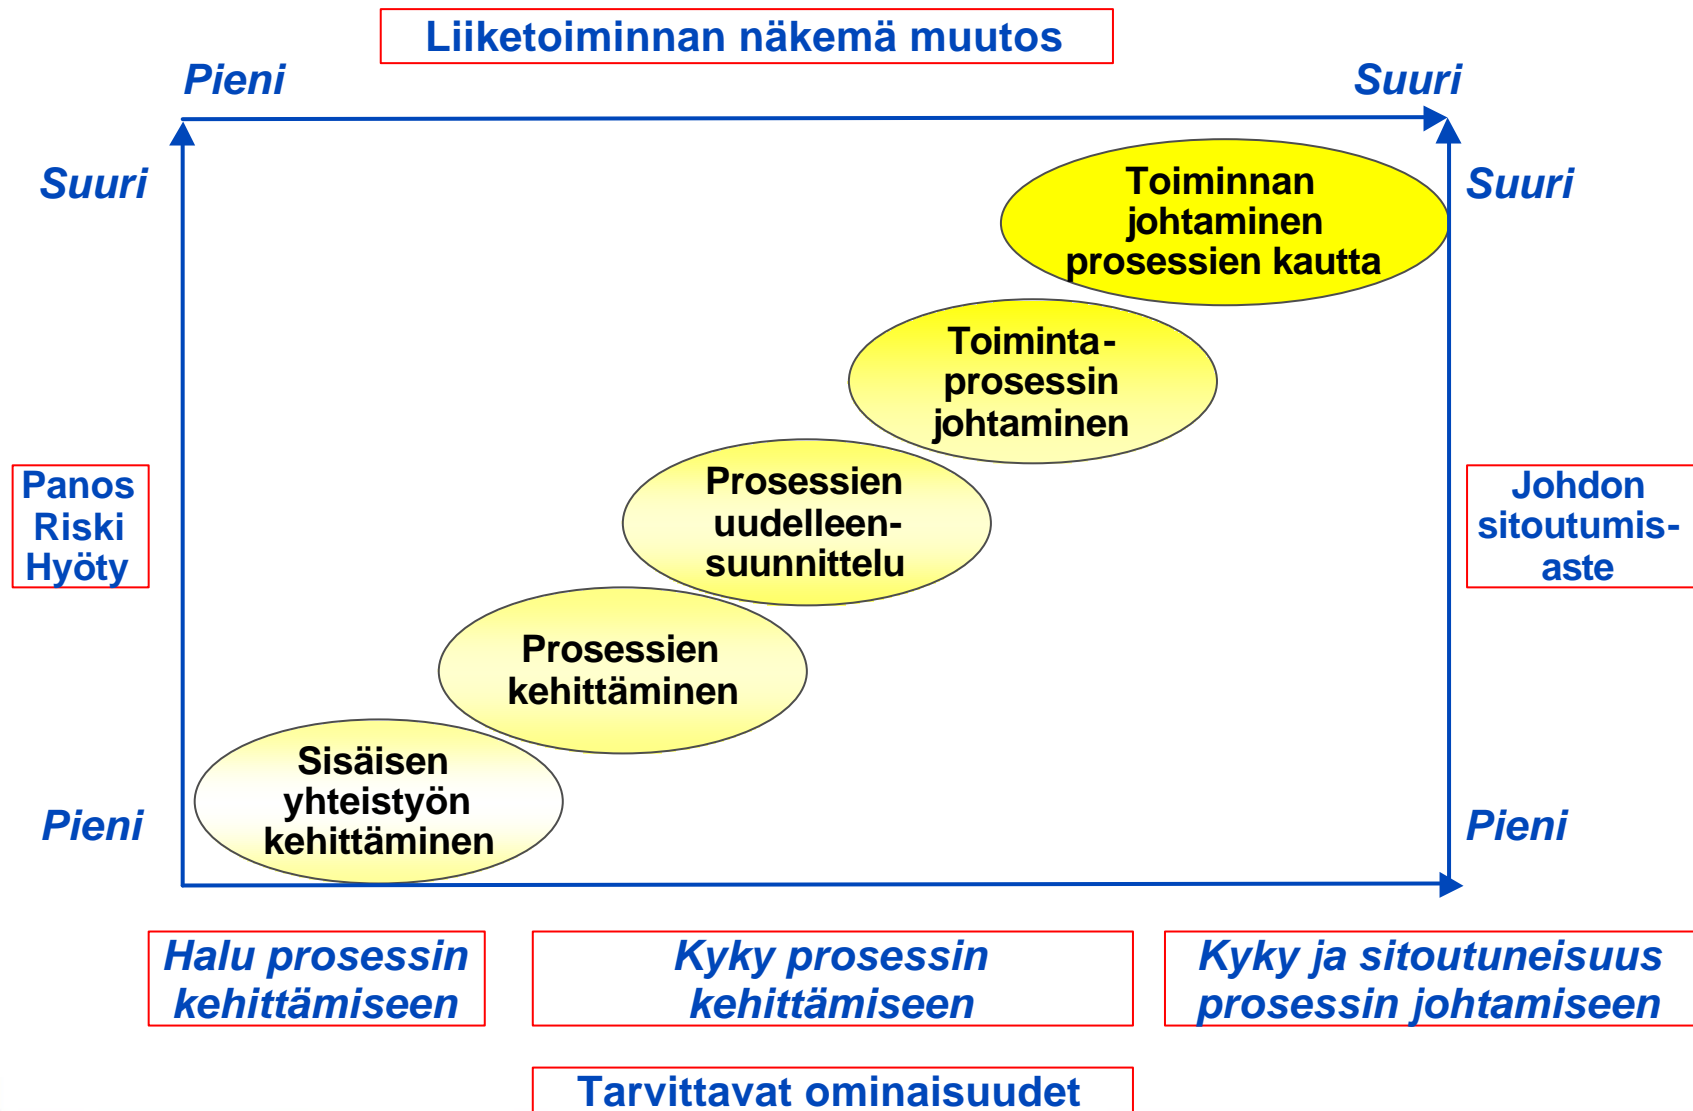 Liiketoiminnan näkemä muutos
Pieni
Suuri
Suuri
Suuri
Toiminnan
johtaminen
prosessien kautta
Toiminta-
prosessin
johtaminen
Panos
Riski
Hyöty
Prosessien
uudelleen-
suunnittelu
Johdon
sitoutumis-
aste
Prosessien
kehittäminen
Sisäisen
yhteistyön
kehittäminen
Pieni
Pieni
Halu prosessin
kehittämiseen
Kyky prosessin
kehittämiseen
Kyky ja sitoutuneisuus
prosessin johtamiseen
Tarvittavat ominaisuudet